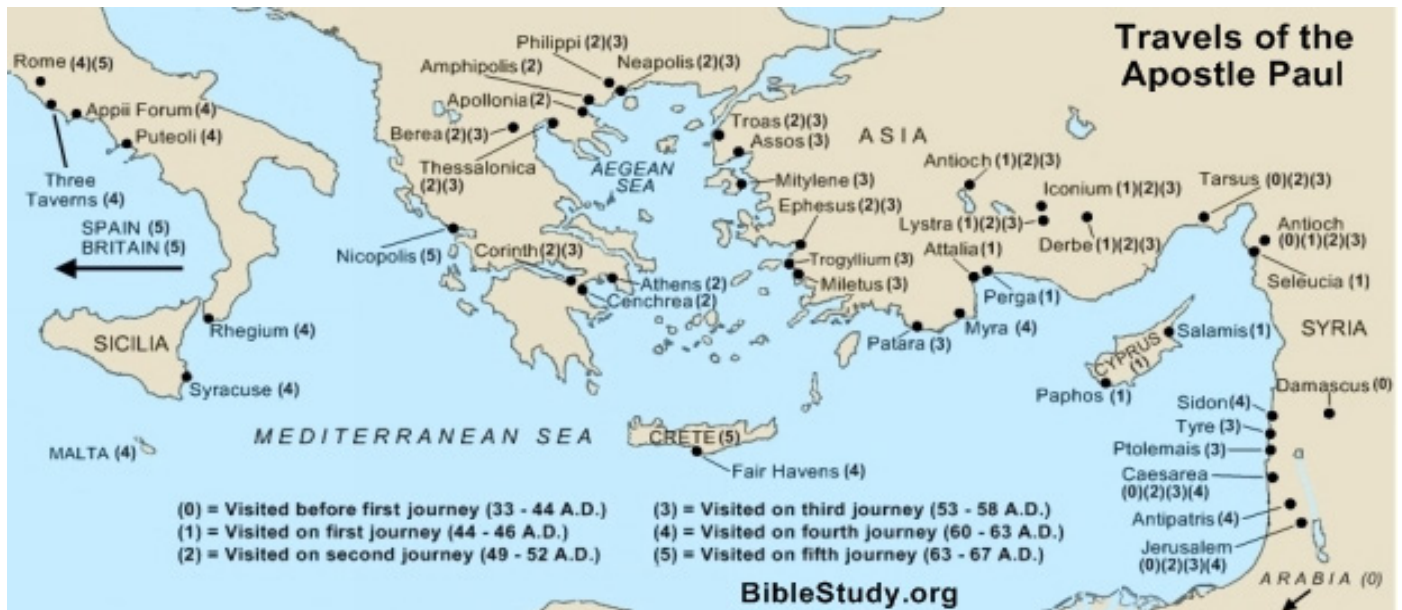 Travels of the
Apostle Paul
Philippi (2)(3)
Neapolis (2)(3)
Amphipolis (2)
Apollonia (2)
Berea (2)(3)
Thessalonica
(2)(3)
Rome (4)(5)
Appii Forum (4)
Puteoli (4)
Three
Taverns (4)
SPAIN (5)
BRITAIN (5)
AEGEAN
SEA
Troas (2)(3)
Assos (3)
ASIA
Mitylene (3)
Ephesus (2)(3)
Antioch (1)(2)(3)
Iconium (1)(2)(3)
Tarsus (0)(2)(3)
Lystra (1)(2)(3)
Derbe (1)(2)(3)
Antioch
(0)(1)(2)(3)
Seleucia (1)
Nicopolis (5)
Corinth (2)(3)
Athens (2)
Cenchrea (2)
Trogyllium (3)
Miletus (3)
Attalia (1)
Perga (1)
Myra (4)
Patara (3)
Rhegium (4)
SICILIA
Syracuse (4)
MALTA (4)
MEDITERRANEAN SEA
CRETE (5)
Fair Havens (4)
CYPRUS
(1)
Salamis (1)
Paphos (1)
SYRIA
Damascus (0)
Sidon (4)
Tyre (3)
Ptolemais (3)
Caesarea
(0)(2)(3)(4)
Antipatris (4)
Jerusalem
(0)(2)(3)(4)
ARABIA (0)
(0) = Visited before first journey (33 - 44 A.D.)
(1) = Visited on first journey (44 - 46 A.D.)
(2) = Visited on second journey (49 - 52 A.D.)
(3) = Visited on third journey (53 - 58 A.D.)
(4) = Visited on fourth journey (60 - 63 A.D.)
(5) = Visited on fifth journey (63 - 67 A.D.)
BibleStudy.org